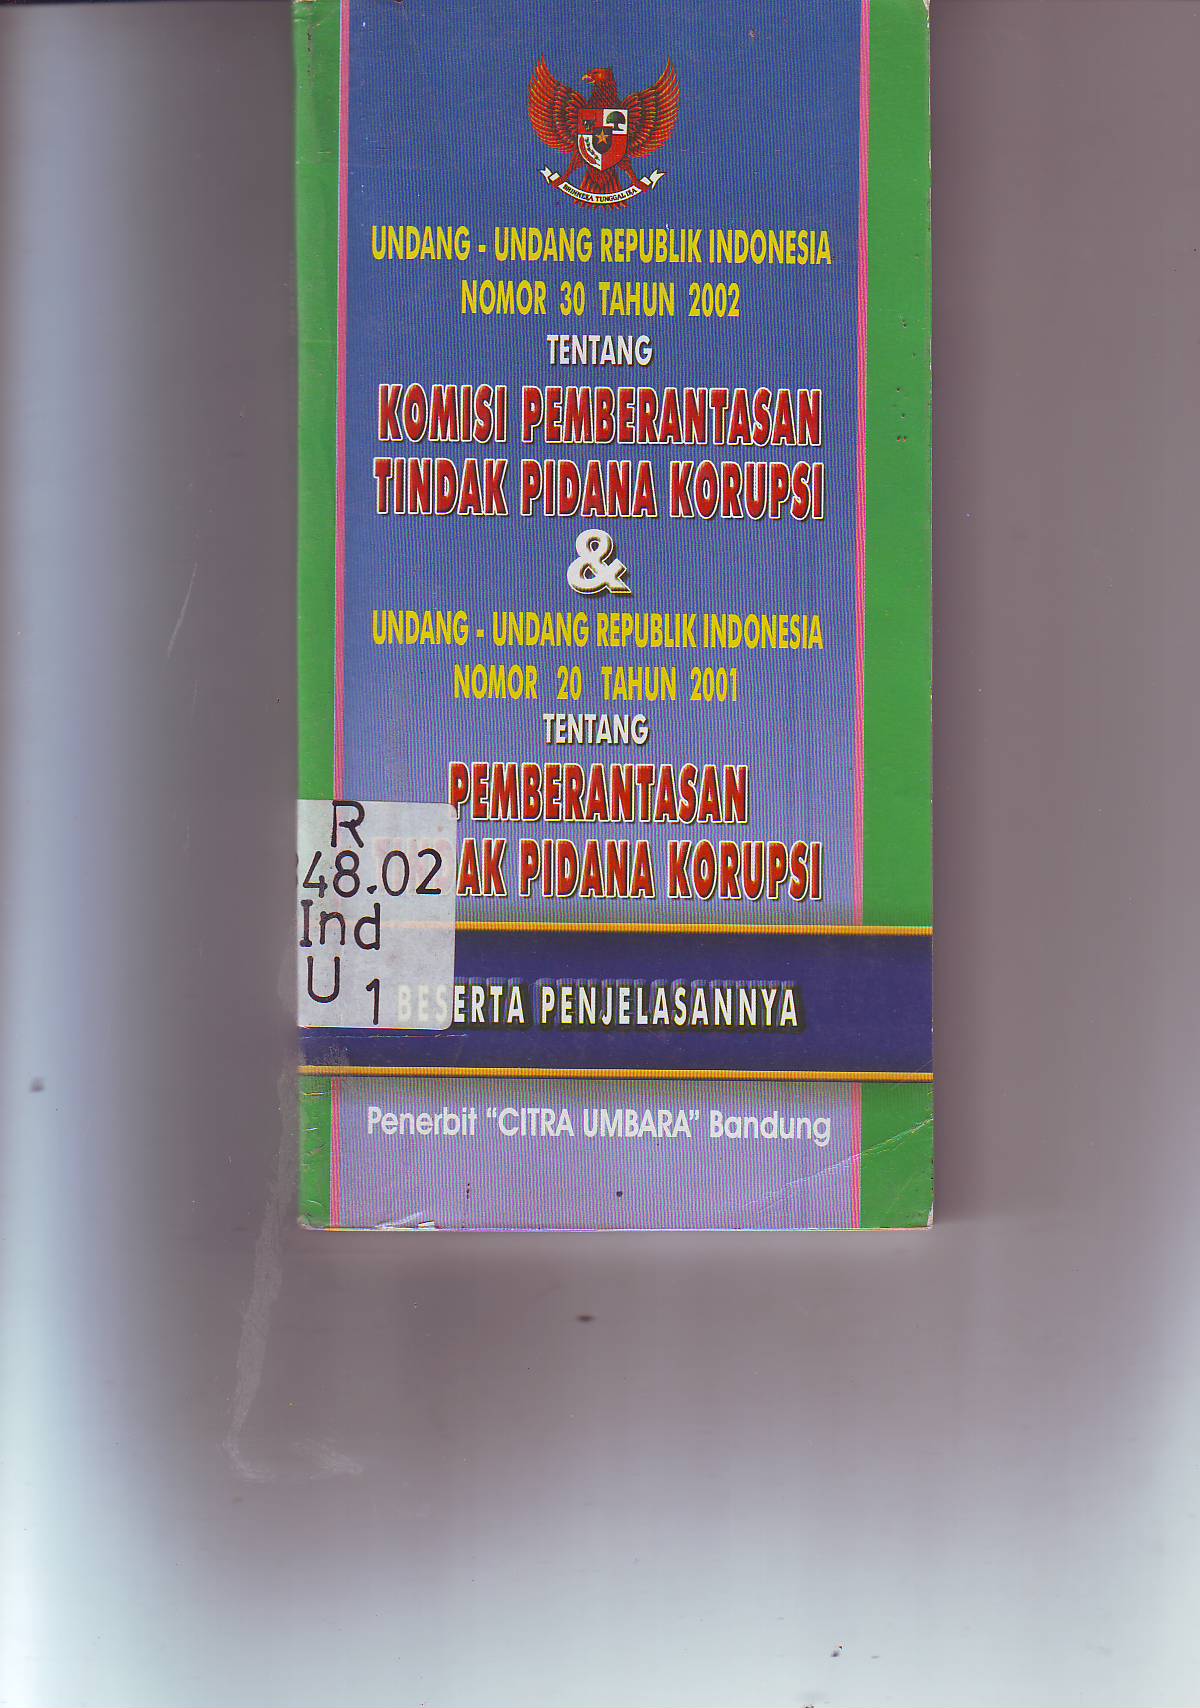 BHINNEKA TUNGGAL IKA
UNDANG - UNDANG REPUBLIK INDONESIA
NOMOR 30 TAHUN 2002
TENTANG
KOMISI PEMBERANTASAN
TINDAK PIDANA KORUPSI
&
UNDANG - UNDANG REPUBLIK INDONESIA
NOMOR 20 TAHUN 2001
TENTANG
PEMBERANTASAN
AK PIDANA KORUPSI
R
48.02
Ind
U 1
BESERTA PENJELASANNYA
Penerbit "CITRA UMBARA" Bandung